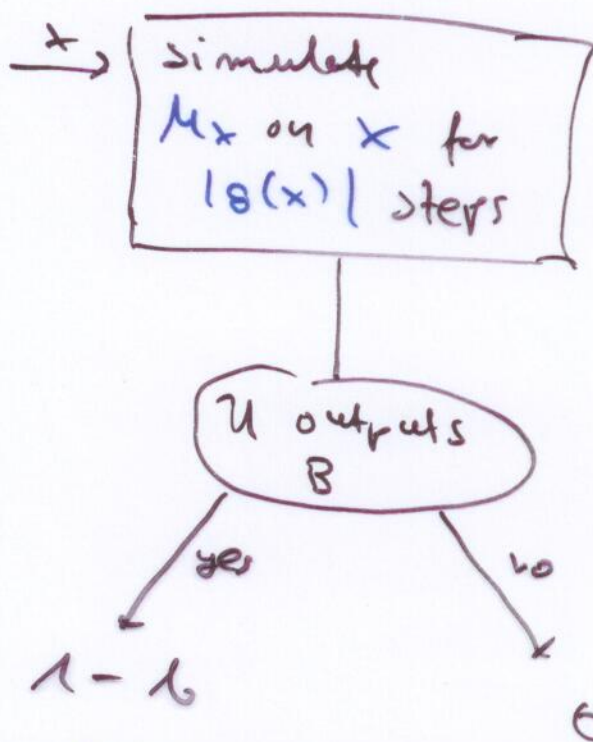 x
simulate
Mx on x for
|g(x)| steps
U outputs
B
yes
no
1 - b